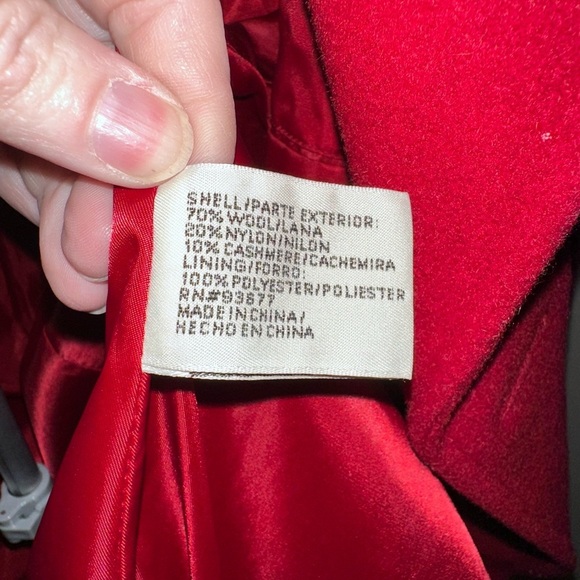 SHELL/PARTE EXTERIOR:
70% WOOL/LANA
20% NYLON/NILON
10% CASHMERE/CACHEMIRA
LINING/FORRO:
100% POLYESTER/POLIESTER
RN#93677
MADE IN CHINA/
HECHO EN CHINA